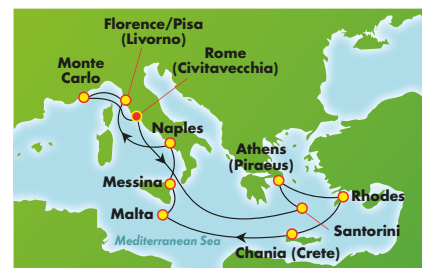 Florence/Pisa
(Livorno)
Rome
(Civitavecchia)
Monte
Carlo
Naples
Athens
(Piraeus)
Messina
Rhodes
Malta
Santorini
Mediterranean Sea
Chania (Crete)